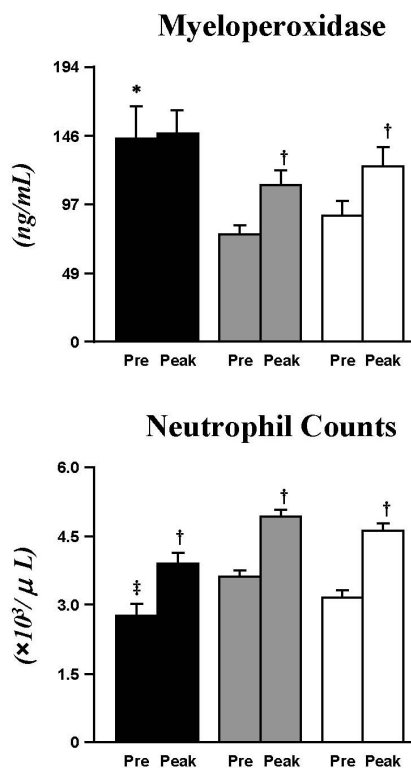 Myeloperoxidase
194
*
146
†
†
(ng/mL)
97
49
0
Pre Peak Pre Peak Pre Peak
Neutrophil Counts
6.0
†
†
4.5
†
‡
(×10³/μ L)
3.0
1.5
0
Pre Peak Pre Peak Pre Peak